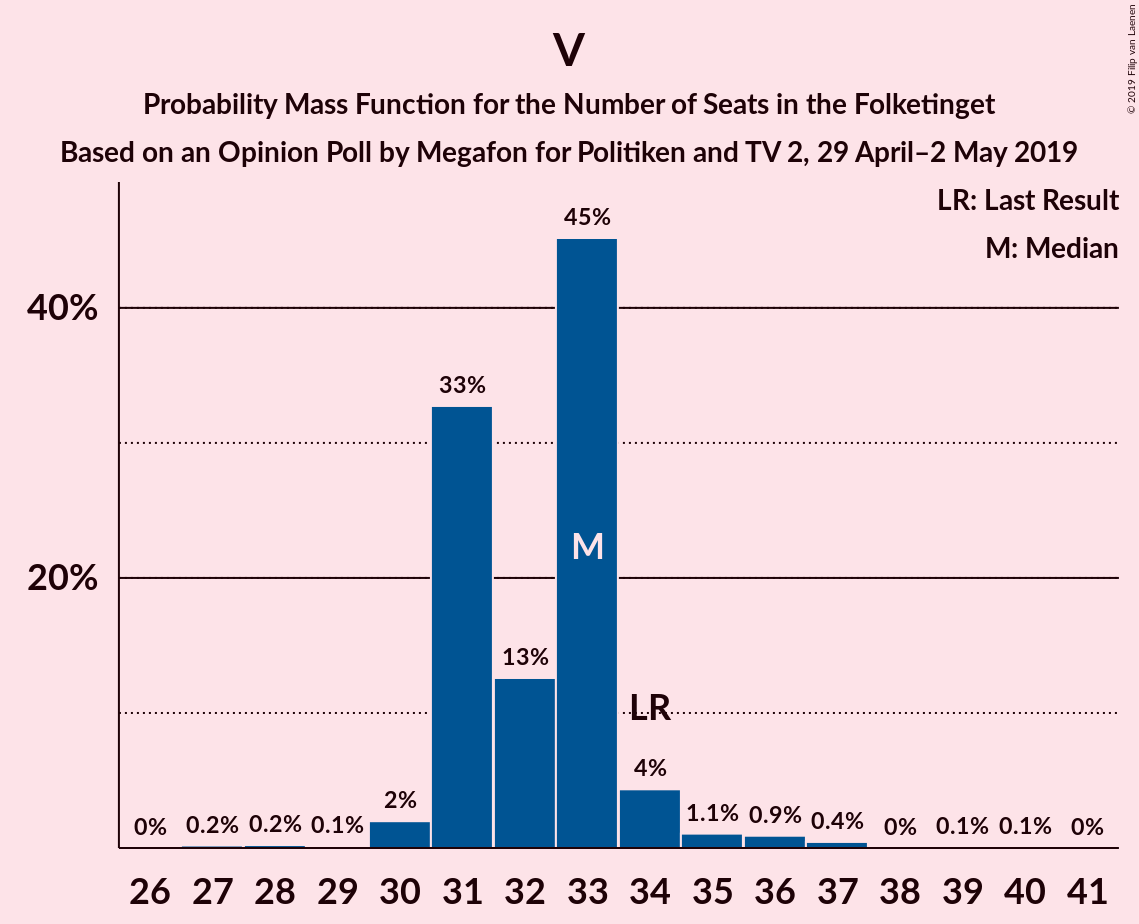 © 2019 Filip van Laenen
V
Probability Mass Function for the Number of Seats in the Folketinget
Based on an Opinion Poll by Megafon for Politiken and TV 2, 29 April–2 May 2019
LR: Last Result
M: Median
40%
20%
0% 0.2% 0.2% 0.1% 2% 33% 13% 45% 4% 1.1% 0.9% 0.4% 0% 0.1% 0.1% 0%
M
LR
26 27 28 29 30 31 32 33 34 35 36 37 38 39 40 41